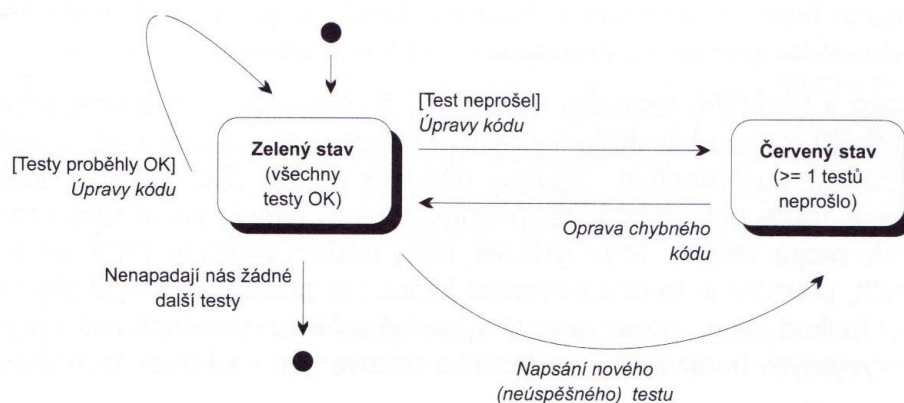 [Test neprošel]
Úpravy kódu
Zelený stav
(všechny
testy OK)
Červený stav
(>= 1 testů
neprošlo)
[Testy proběhly OK]
Úpravy kódu
Oprava chybného
kódu
Nenapadají nás žádné
další testy
Napsání nového
(neúspěšného) testu